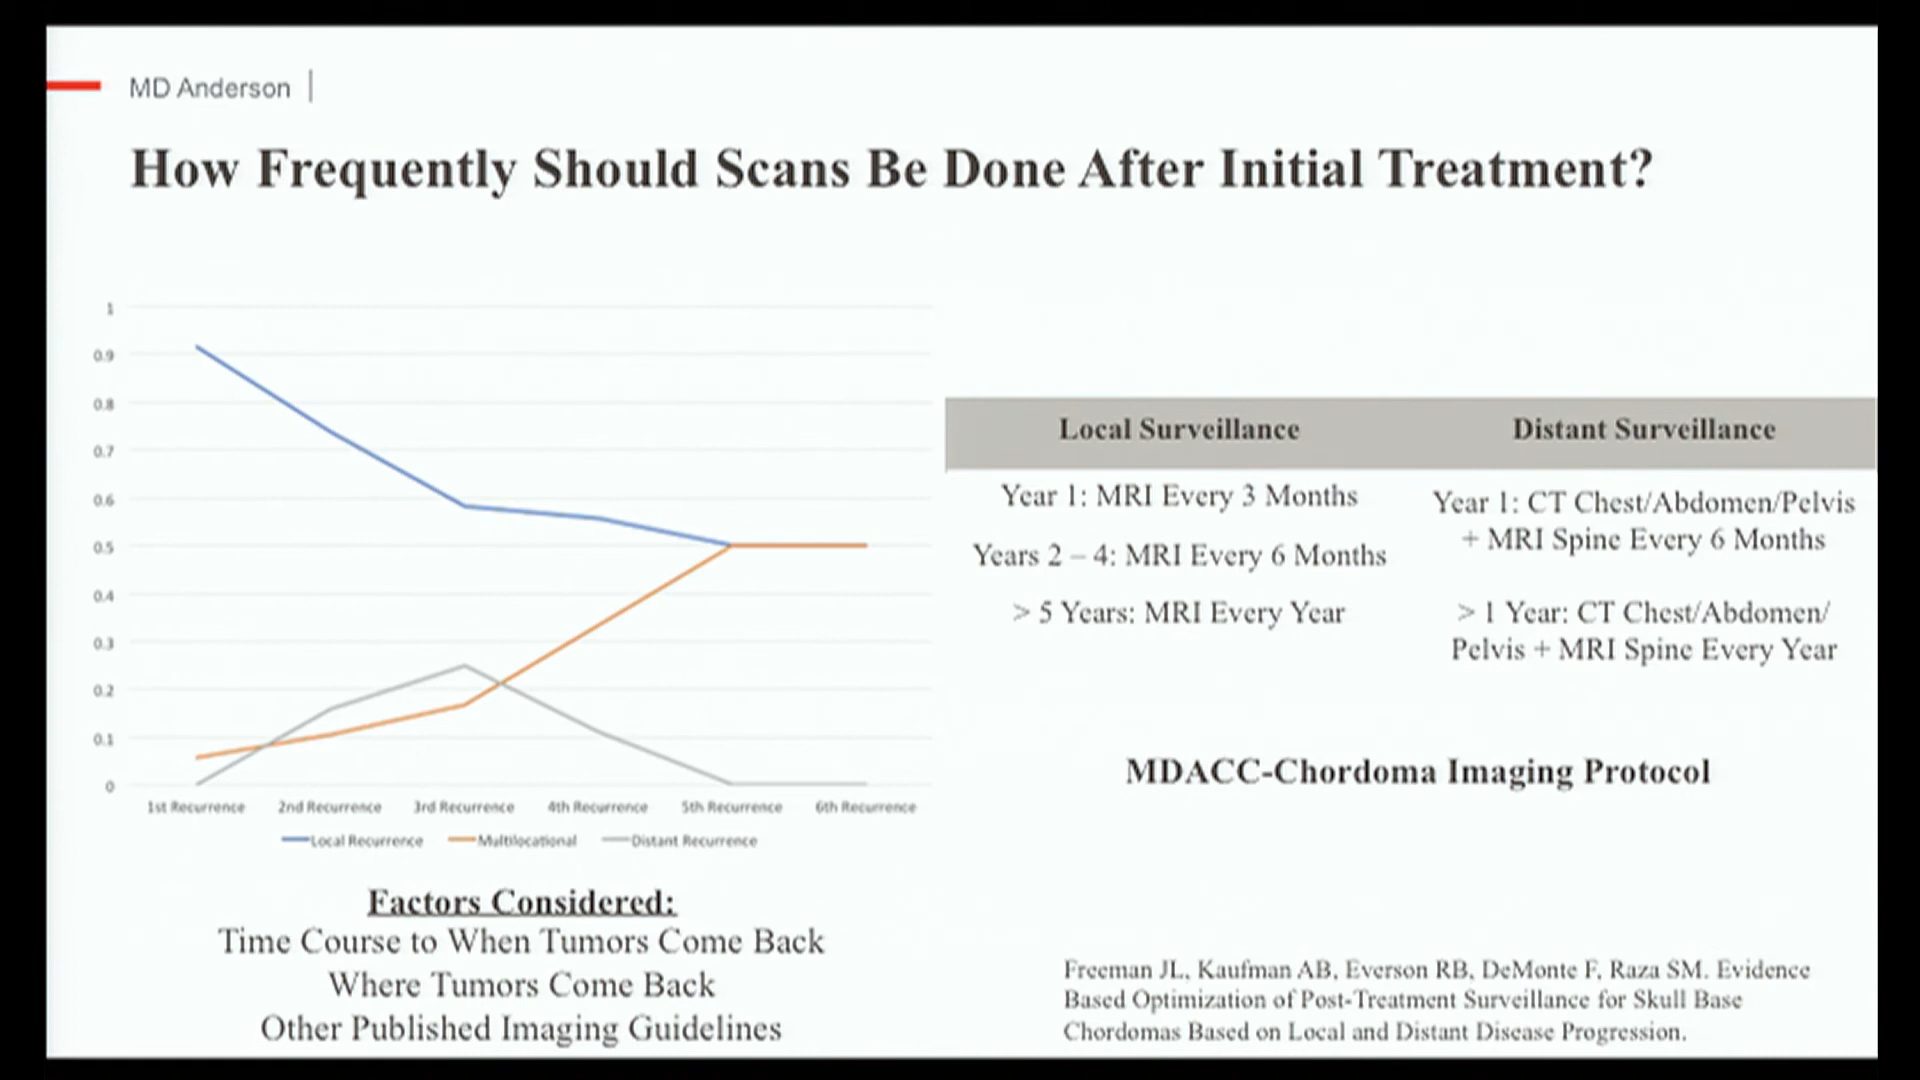 MD Anderson |
How Frequently Should Scans Be Done After Initial Treatment?
1
0.9
0.8
0.7
0.6
0.5
0.4
0.3
0.2
0.1
0
1st Recurrence 2nd Recurrence 3rd Recurrence 4th Recurrence 5th Recurrence 6th Recurrence
Local Recurrence Multilocational Distant Recurrence
Factors Considered:
Time Course to When Tumors Come Back
Where Tumors Come Back
Other Published Imaging Guidelines
Local Surveillance
Year 1: MRI Every 3 Months
Years 2 – 4: MRI Every 6 Months
> 5 Years: MRI Every Year
Distant Surveillance
Year 1: CT Chest/Abdomen/Pelvis
+ MRI Spine Every 6 Months
> 1 Year: CT Chest/Abdomen/
Pelvis + MRI Spine Every Year
MDACC-Chordoma Imaging Protocol
Freeman JL, Kaufman AB, Everson RB, DeMonte F, Raza SM. Evidence
Based Optimization of Post-Treatment Surveillance for Skull Base
Chordomas Based on Local and Distant Disease Progression.